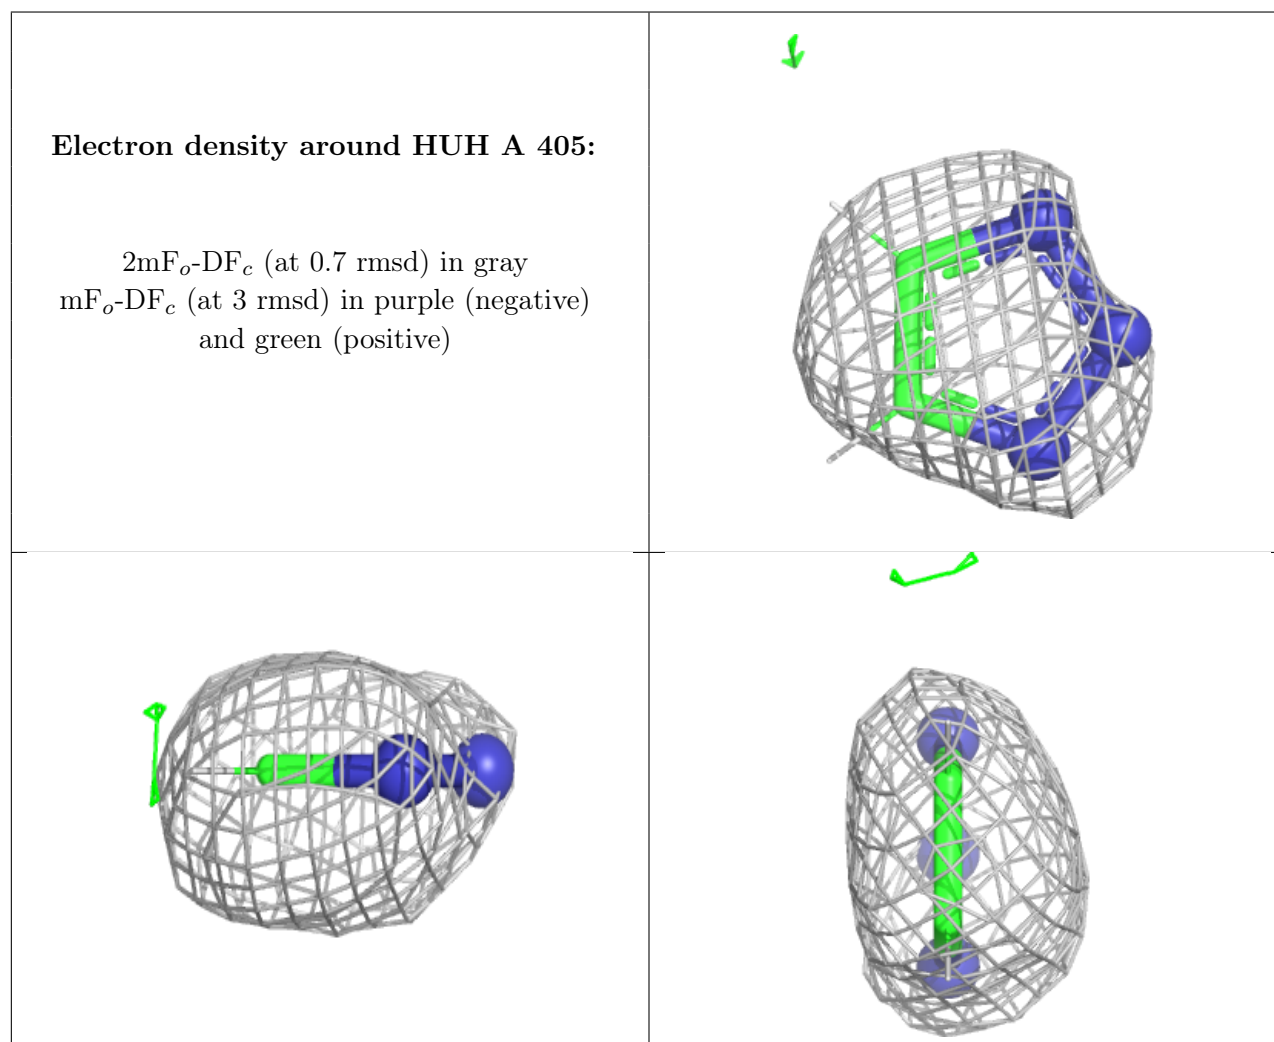 Electron density around HUH A 405:
2mFo-DFc (at 0.7 rmsd) in gray
mFo-DFc (at 3 rmsd) in purple (negative)
and green (positive)